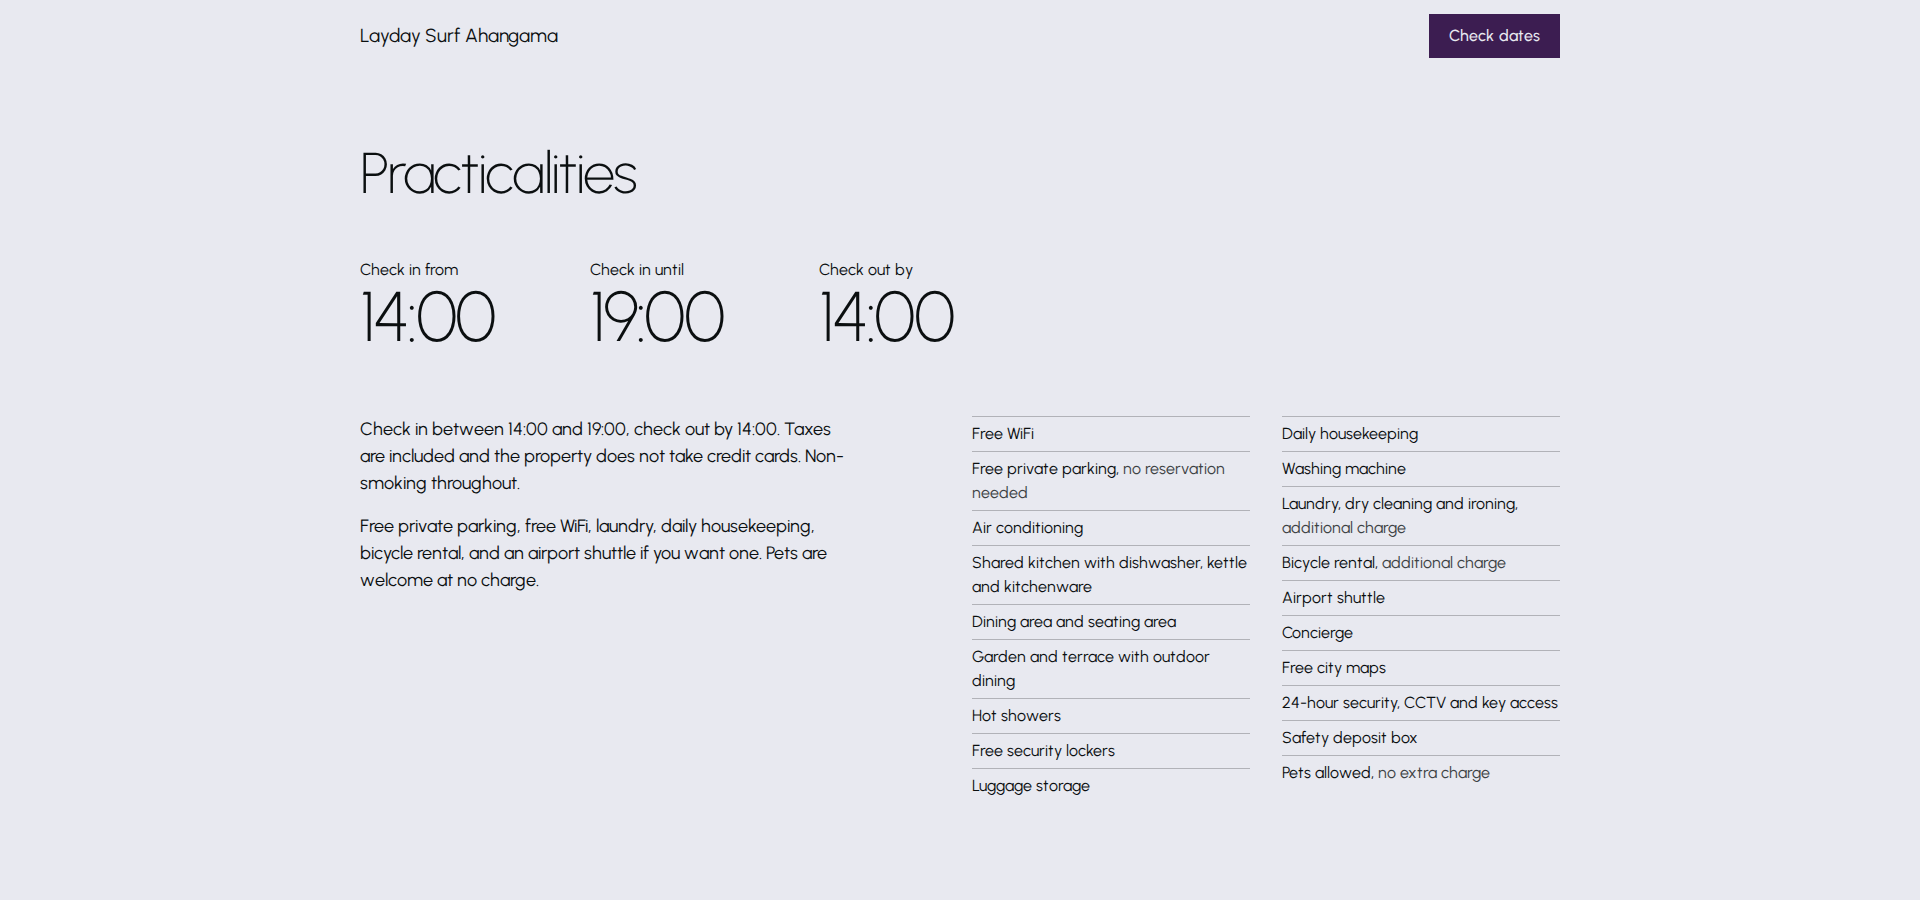 Layday Surf Ahangama
Check dates
Practicalities
Check in from
14:00
Check in until
19:00
Check out by
14:00
Check in between 14:00 and 19:00, check out by 14:00. Taxes
are included and the property does not take credit cards. Non-
smoking throughout.
Free private parking, free WiFi, laundry, daily housekeeping,
bicycle rental, and an airport shuttle if you want one. Pets are
welcome at no charge.
Free WiFi
Free private parking, no reservation
needed
Air conditioning
Shared kitchen with dishwasher, kettle
and kitchenware
Dining area and seating area
Garden and terrace with outdoor
dining
Hot showers
Free security lockers
Luggage storage
Daily housekeeping
Washing machine
Laundry, dry cleaning and ironing,
additional charge
Bicycle rental, additional charge
Airport shuttle
Concierge
Free city maps
24-hour security, CCTV and key access
Safety deposit box
Pets allowed, no extra charge